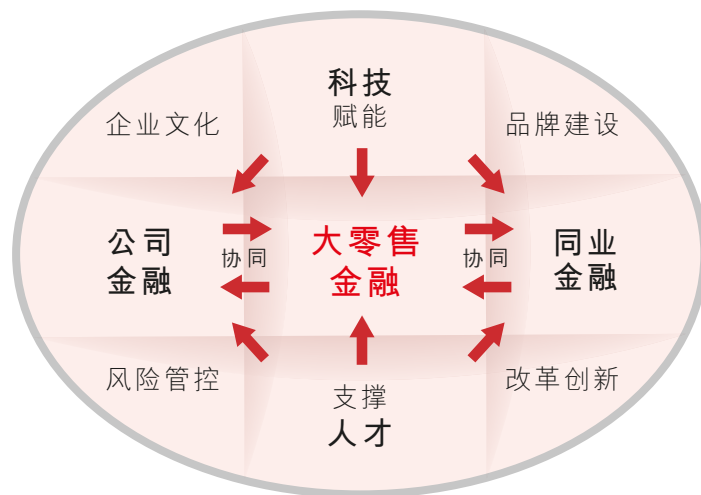 科技
赋能
企业文化
品牌建设
公司
金融
协同
大零售
金融
协同
同业
金融
风险管控
支撑
人才
改革创新